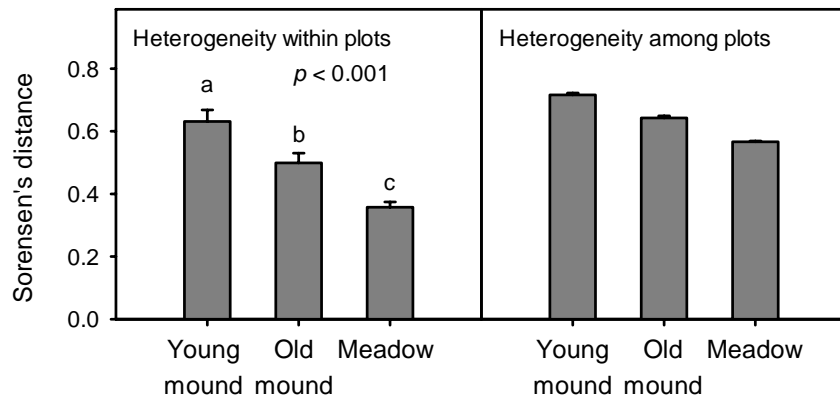 Heterogeneity within plots
p < 0.001
Heterogeneity among plots
Sorensen's distance
0.8
0.6
0.4
0.2
0.0
a
b
c
Young mound
Old mound
Meadow
Young mound
Old mound
Meadow